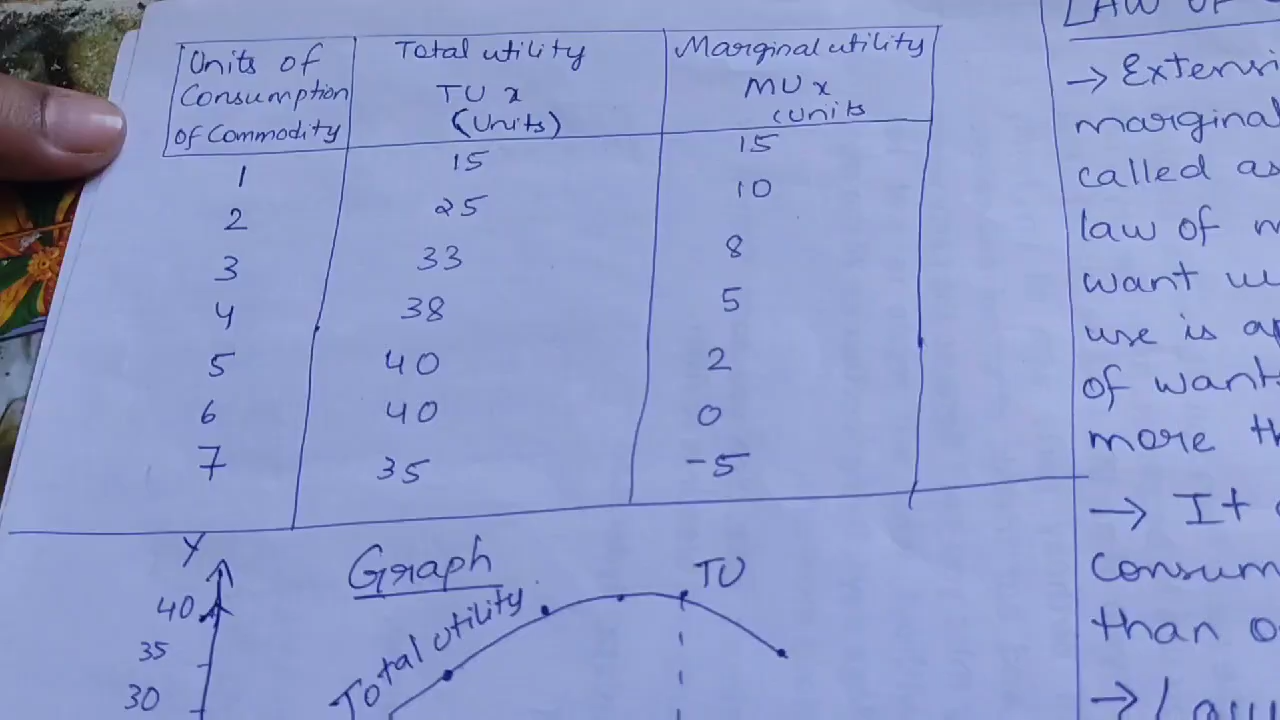 Units of Consumption of Commodity | Total utility TU x (Units) | Marginal utility MU x (Units
1 | 15 | 15
2 | 25 | 10
3 | 33 | 8
4 | 38 | 5
5 | 40 | 2
6 | 40 | 0
7 | 35 | -5
Y
Graph
TU
Total utility
40
35
30
LAW OF
→ Extensi
marginal
called as
law of
want
use is
of want
more
→ It
Consum
than
→